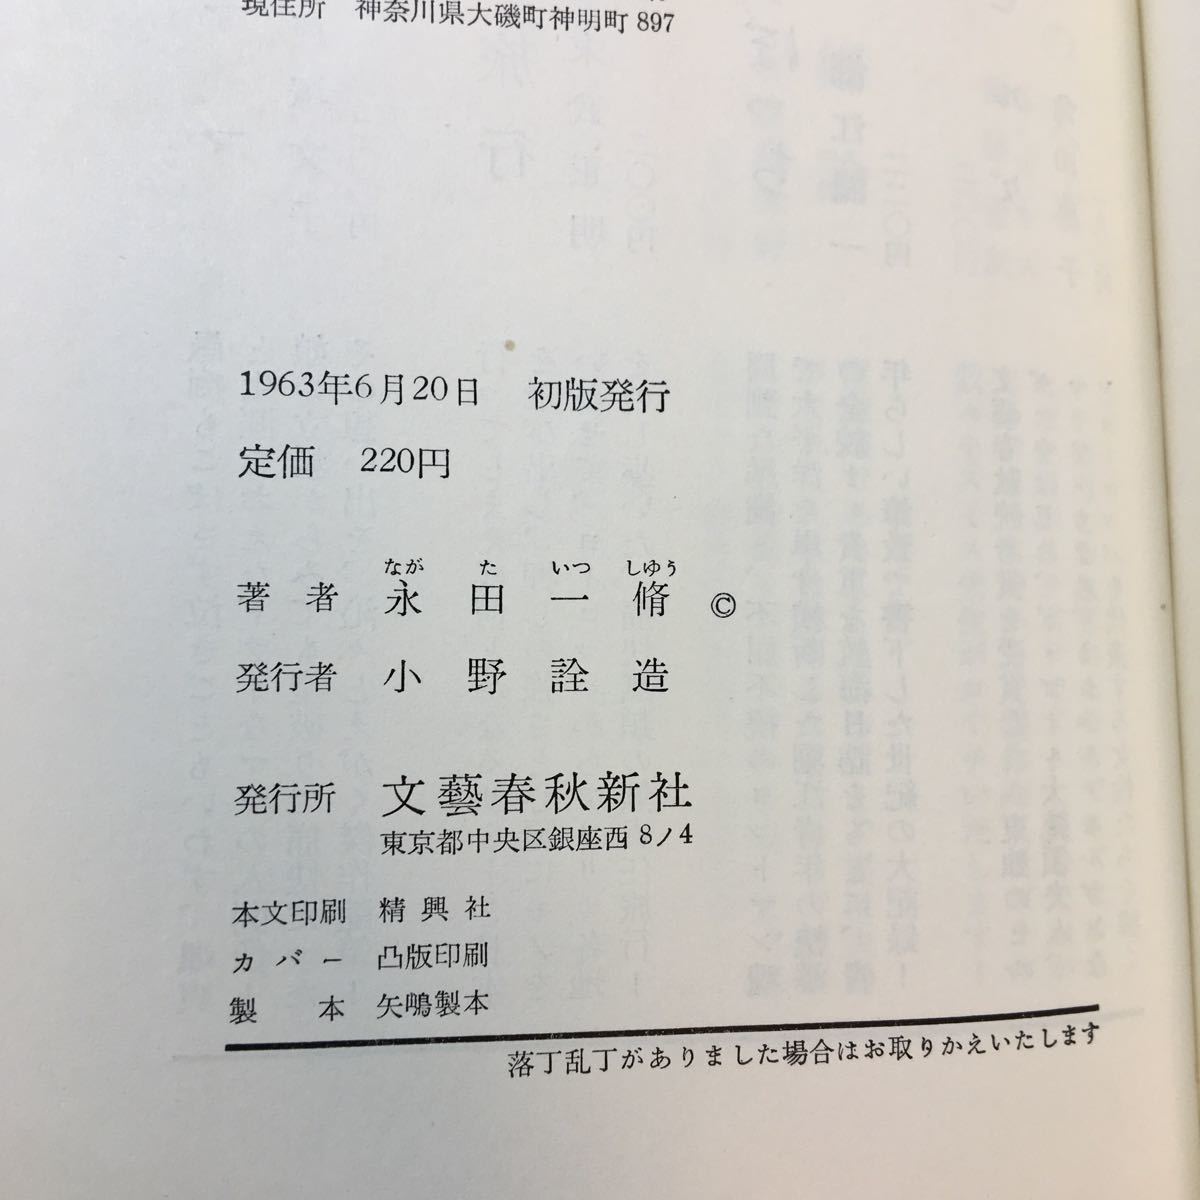 現住所　神奈川県大磯町神明町 897
1963年6月20日　初版発行
定価　220円
なが た いつ しゆう
著 者　永 田 一 脩 ©
発行者　小 野 詮 造
発行所　文藝春秋新社
東京都中央区銀座西 8ノ4
本文印刷　精 興 社
カ バ ー　凸版印刷
製　本　矢嶋製本
落丁乱丁がありました場合はお取りかえいたします